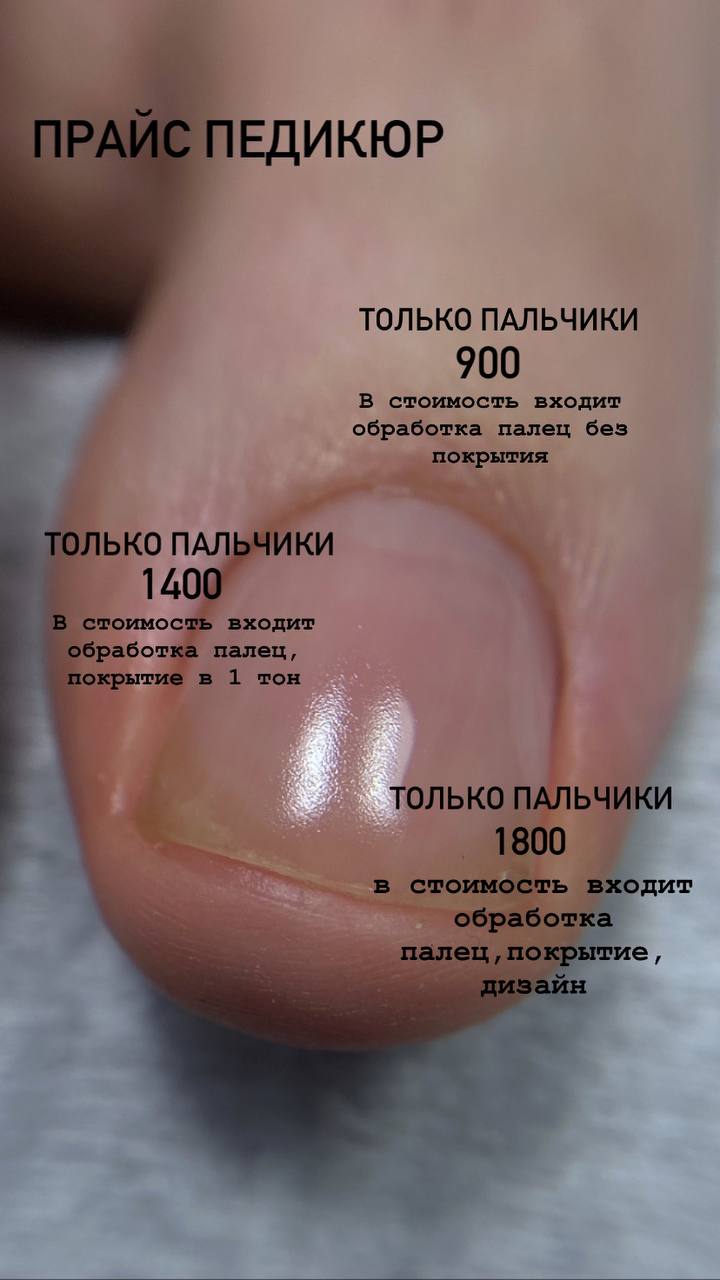 ПРАЙС ПЕДИКЮР
ТОЛЬКО ПАЛЬЧИКИ
900
В стоимость входит
обработка палец без
покрытия
ТОЛЬКО ПАЛЬЧИКИ
1400
В стоимость входит
обработка палец,
покрытие в 1 тон
ТОЛЬКО ПАЛЬЧИКИ
1800
в стоимость входит
обработка
палец,покрытие,
дизайн